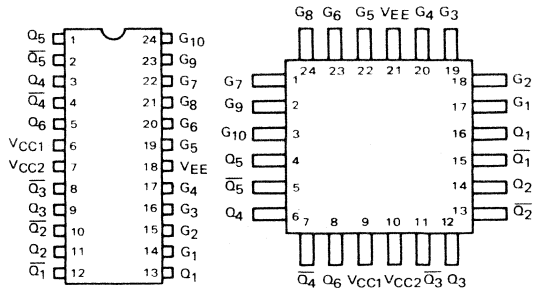 Q5 1 24 G10
Q̅5 2 23 G9
Q4 3 22 G7
Q̅4 4 21 G8
Q6 5 20 G6
VCC1 6 19 G5
VCC2 7 18 VEE
Q̅3 8 17 G4
Q3 9 16 G3
Q̅2 10 15 G2
Q2 11 14 G1
Q̅1 12 13 Q1
G8 G6 G5 VEE G4 G3
24 23 22 21 20 19
G7 1 18 G2
G9 2 17 G1
G10 3 16 Q1
Q5 4 15 Q̅1
Q̅5 5 14 Q2
Q4 6 13 Q̅2
7 8 9 10 11 12
Q̅4 Q6 VCC1 VCC2 Q̅3 Q3